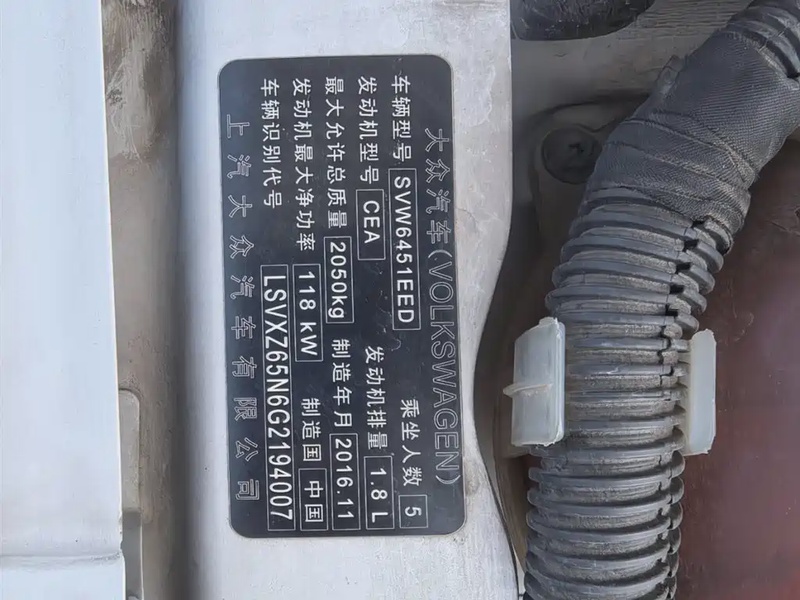 大众汽车(VOLKSWAGEN)
车辆型号 SVW6451EED 乘坐人数 5
发动机型号 CEA 发动机排量 1.8 L
最大允许总质量 2050kg 制造年月 2016.11
发动机最大净功率 118 kW 制造国 中国
车辆识别代号 LSVXZ65N6G2194007
上汽大众汽车有限公司